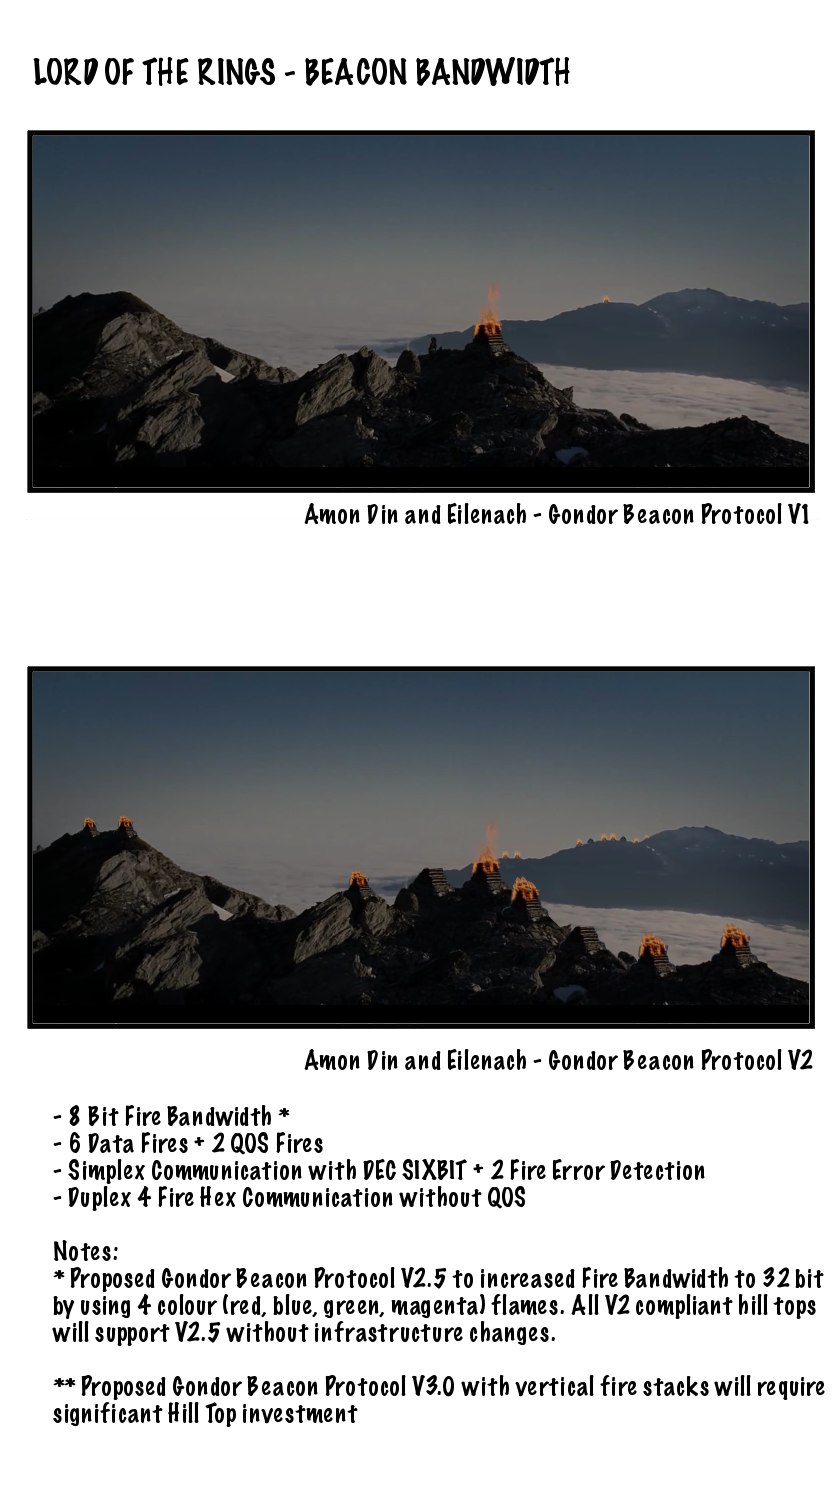 LORD OF THE RINGS - BEACON BANDWIDTH
Amon Din and Eilenach - Gondor Beacon Protocol V1
Amon Din and Eilenach - Gondor Beacon Protocol V2
- 8 Bit Fire Bandwidth *
- 6 Data Fires + 2 QOS Fires
- Simplex Communication with DEC SIXBIT + 2 Fire Error Detection
- Duplex 4 Fire Hex Communication without QOS
Notes:
* Proposed Gondor Beacon Protocol V2.5 to increased Fire Bandwidth to 32 bit
by using 4 colour (red, blue, green, magenta) flames. All V2 compliant hill tops
will support V2.5 without infrastructure changes.
** Proposed Gondor Beacon Protocol V3.0 with vertical fire stacks will require
significant Hill Top investment